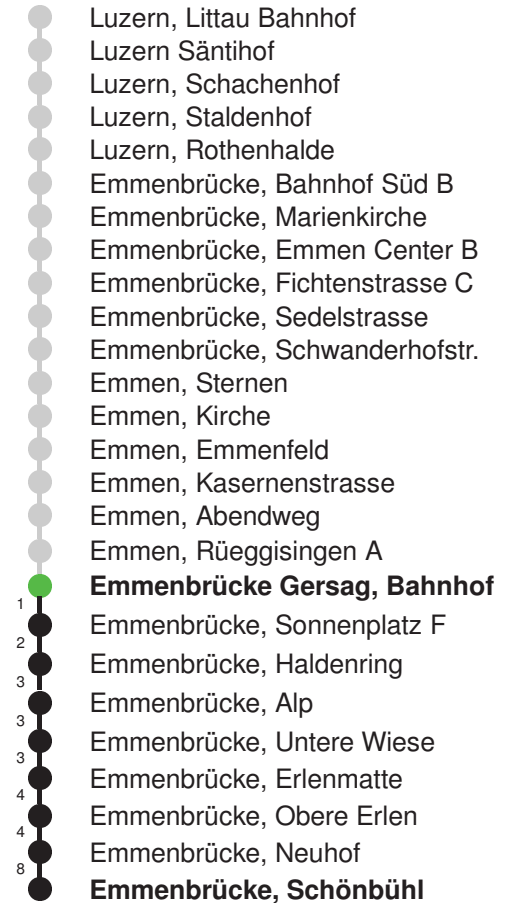 Luzern, Littau Bahnhof
Luzern Säntihof
Luzern, Schachenhof
Luzern, Staldenhof
Luzern, Rothenhalde
Emmenbrücke, Bahnhof Süd B
Emmenbrücke, Marienkirche
Emmenbrücke, Emmen Center B
Emmenbrücke, Fichtenstrasse C
Emmenbrücke, Sedelstrasse
Emmenbrücke, Schwanderhofstr.
Emmen, Sternen
Emmen, Kirche
Emmen, Emmenfeld
Emmen, Kasernenstrasse
Emmen, Abendweg
Emmen, Rüeggisingen A
Emmenbrücke Gersag, Bahnhof
1 Emmenbrücke, Sonnenplatz F
2 Emmenbrücke, Haldenring
3 Emmenbrücke, Alp
3 Emmenbrücke, Untere Wiese
3 Emmenbrücke, Erlenmatte
4 Emmenbrücke, Obere Erlen
4 Emmenbrücke, Neuhof
8 Emmenbrücke, Schönbühl